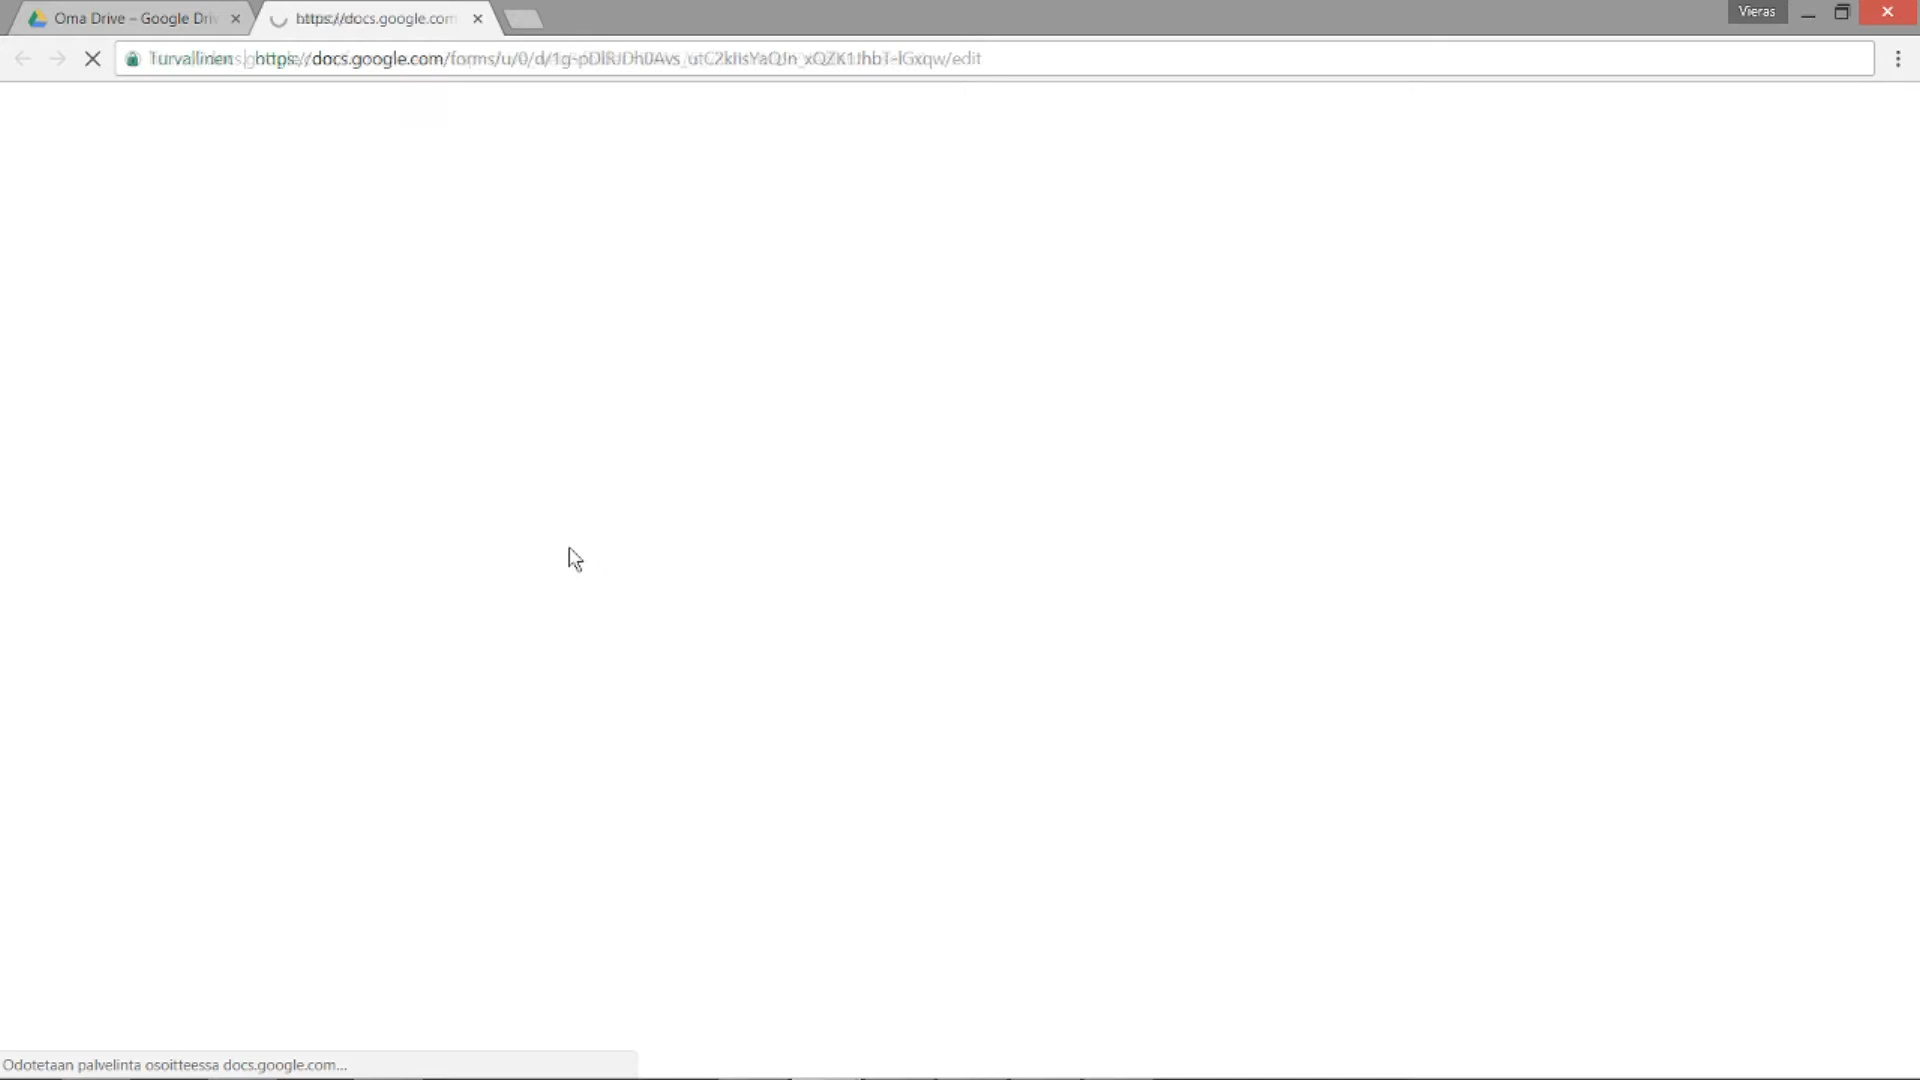 Oma Drive – Google Dri
https://docs.google.com
Vieras
Turvallinen https://docs.google.com/forms/u/0/d/
/edit
Odotetaan palvelinta osoitteessa docs.google.com...